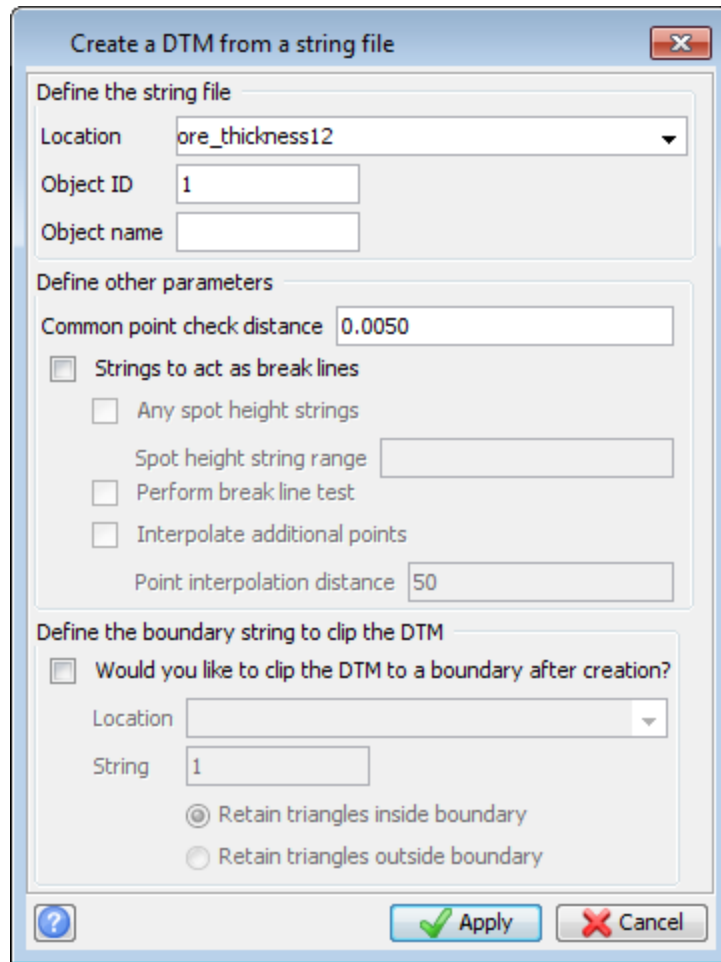 Create a DTM from a string file
Define the string file
Location ore_thickness12
Object ID 1
Object name
Define other parameters
Common point check distance 0.0050
Strings to act as break lines
Any spot height strings
Spot height string range
Perform break line test
Interpolate additional points
Point interpolation distance 50
Define the boundary string to clip the DTM
Would you like to clip the DTM to a boundary after creation?
Location
String 1
Retain triangles inside boundary
Retain triangles outside boundary
? Apply Cancel